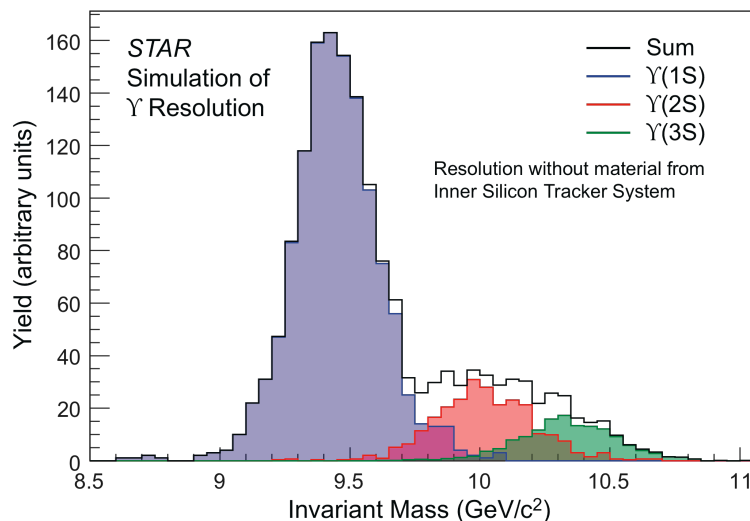 STAR
Simulation of
ϒ Resolution
Sum
ϒ(1S)
ϒ(2S)
ϒ(3S)
Resolution without material from
Inner Silicon Tracker System
Yield (arbitrary units)
160
140
120
100
80
60
40
20
0
8.5 9 9.5 10 10.5 11
Invariant Mass (GeV/c²)